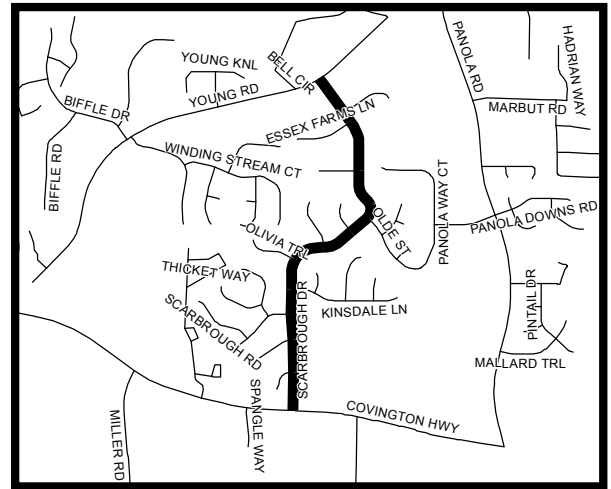 BELL CIR
YOUNG KNL
YOUNG RD
BIFFLE DR
BIFFLE RD
ESSEX FARMS LN
WINDING STREAM CT
PANOLA RD
HADRIAN WAY
MARBUT RD
PANOLA WAY CT
PANOLA DOWNS RD
OLDE ST
OLIVIA TRL
THICKET WAY
SCARBROUGH RD
SCARBROUGH DR
KINSDALE LN
PINTAIL DR
MALLARD TRL
COVINGTON HWY
SPANGLE WAY
MILLER RD